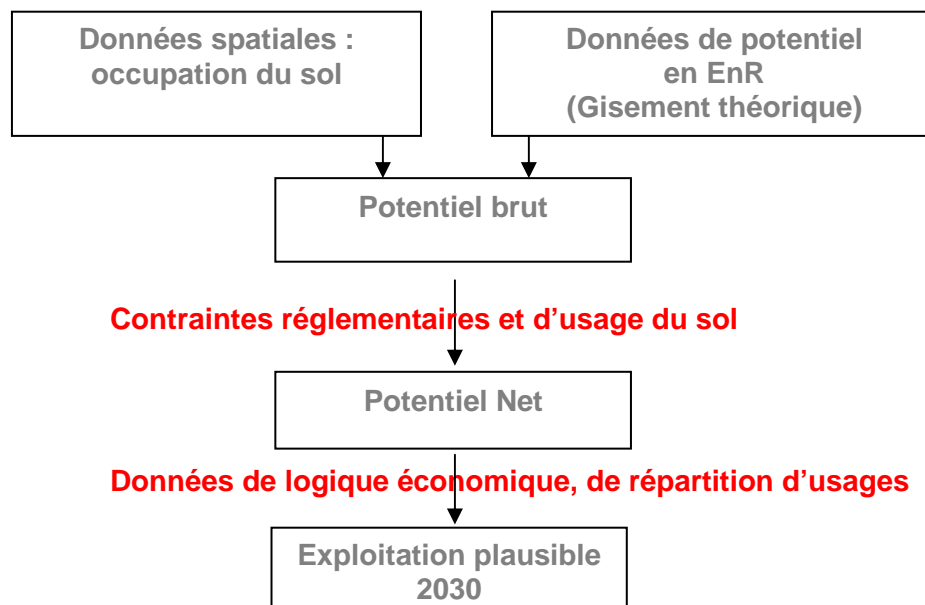 Données spatiales :
occupation du sol
Données de potentiel
en EnR
(Gisement théorique)
Potentiel brut
Contraintes réglementaires et d’usage du sol
Potentiel Net
Données de logique économique, de répartition d’usages
Exploitation plausible
2030